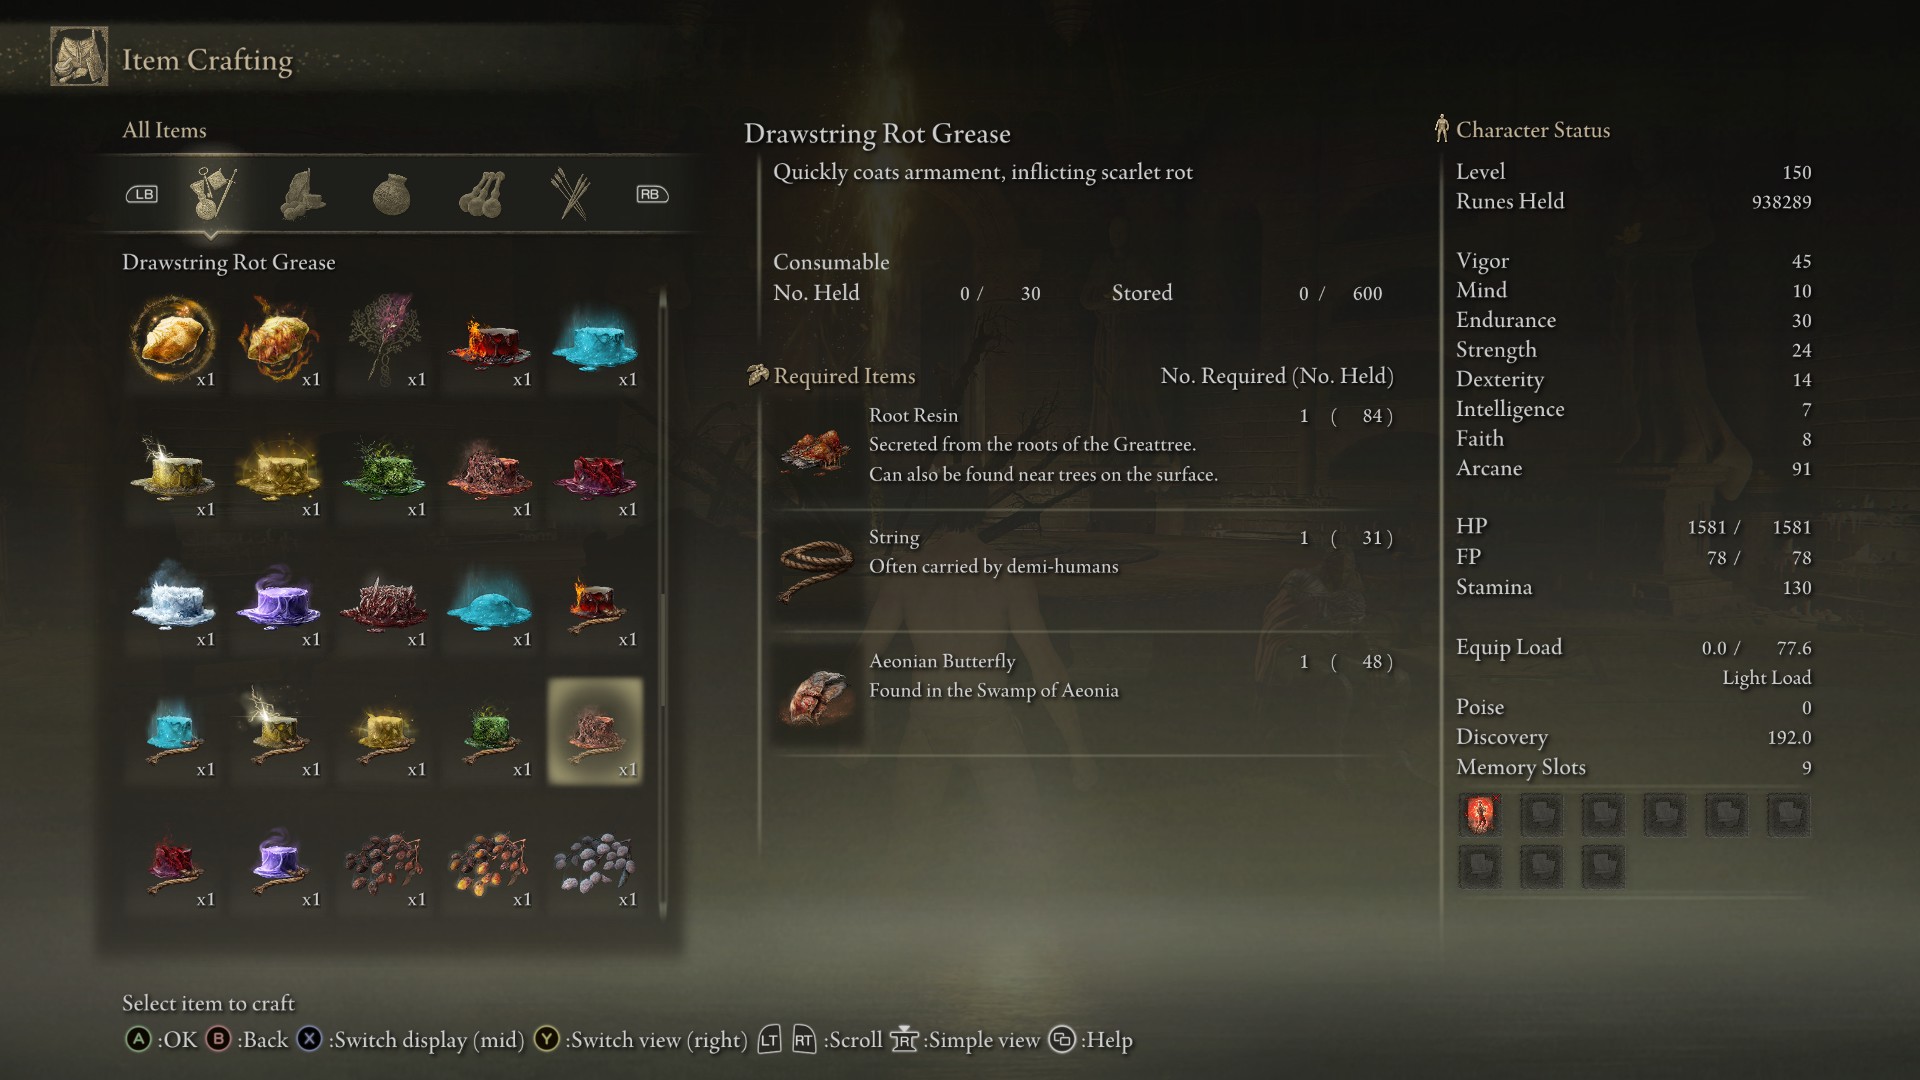 Item Crafting
All Items
LB
RB
Drawstring Rot Grease
x1 x1 x1 x1 x1
x1 x1 x1 x1 x1
x1 x1 x1 x1 x1
x1 x1 x1 x1 x1
x1 x1 x1 x1 x1
Drawstring Rot Grease
Quickly coats armament, inflicting scarlet rot
Consumable
No. Held 0 / 30 Stored 0 / 600
Required Items No. Required (No. Held)
Root Resin 1 ( 84 )
Secreted from the roots of the Greattree.
Can also be found near trees on the surface.
String 1 ( 31 )
Often carried by demi-humans
Aeonian Butterfly 1 ( 48 )
Found in the Swamp of Aeonia
Character Status
Level 150
Runes Held 938289
Vigor 45
Mind 10
Endurance 30
Strength 24
Dexterity 14
Intelligence 7
Faith 8
Arcane 91
HP 1581 / 1581
FP 78 / 78
Stamina 130
Equip Load 0.0 / 77.6
Light Load
Poise 0
Discovery 192.0
Memory Slots 9
Select item to craft
A :OK B :Back X :Switch display (mid) Y :Switch view (right) LT RT :Scroll R :Simple view :Help